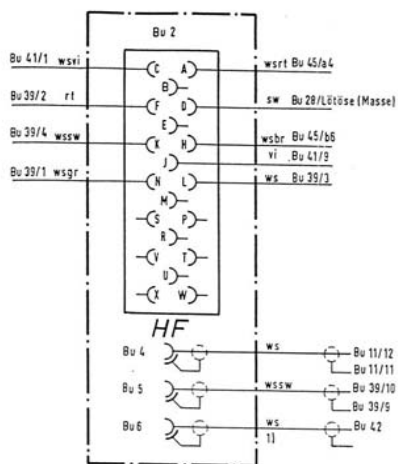 Bu 2
Bu 41/1 wsvi C A wsrt Bu 45/a4
B
Bu 39/2 rt F D sw Bu 28/Lötöse (Masse)
E
Bu 39/4 wssw K H wsbr Bu 45/b6
J vi Bu 41/9
Bu 39/1 wsgr N L ws Bu 39/3
M
S P
R
V T
U
X W
HF
Bu 4 ws Bu 11/12
Bu 11/11
Bu 5 wssw Bu 39/10
Bu 39/9
Bu 6 ws Bu 42
1)